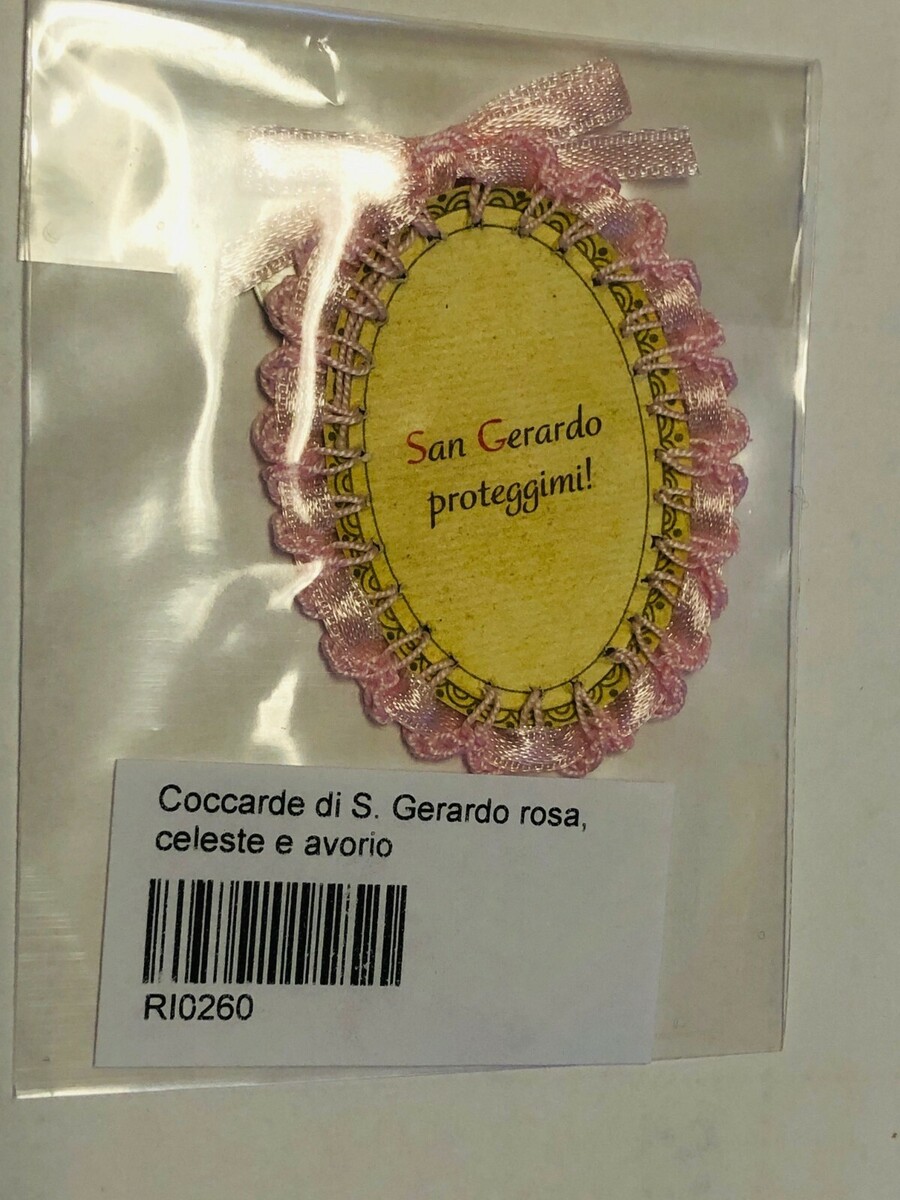 San Gerardo
proteggimi!
Coccarde di S. Gerardo rosa,
celeste e avorio
RI0260